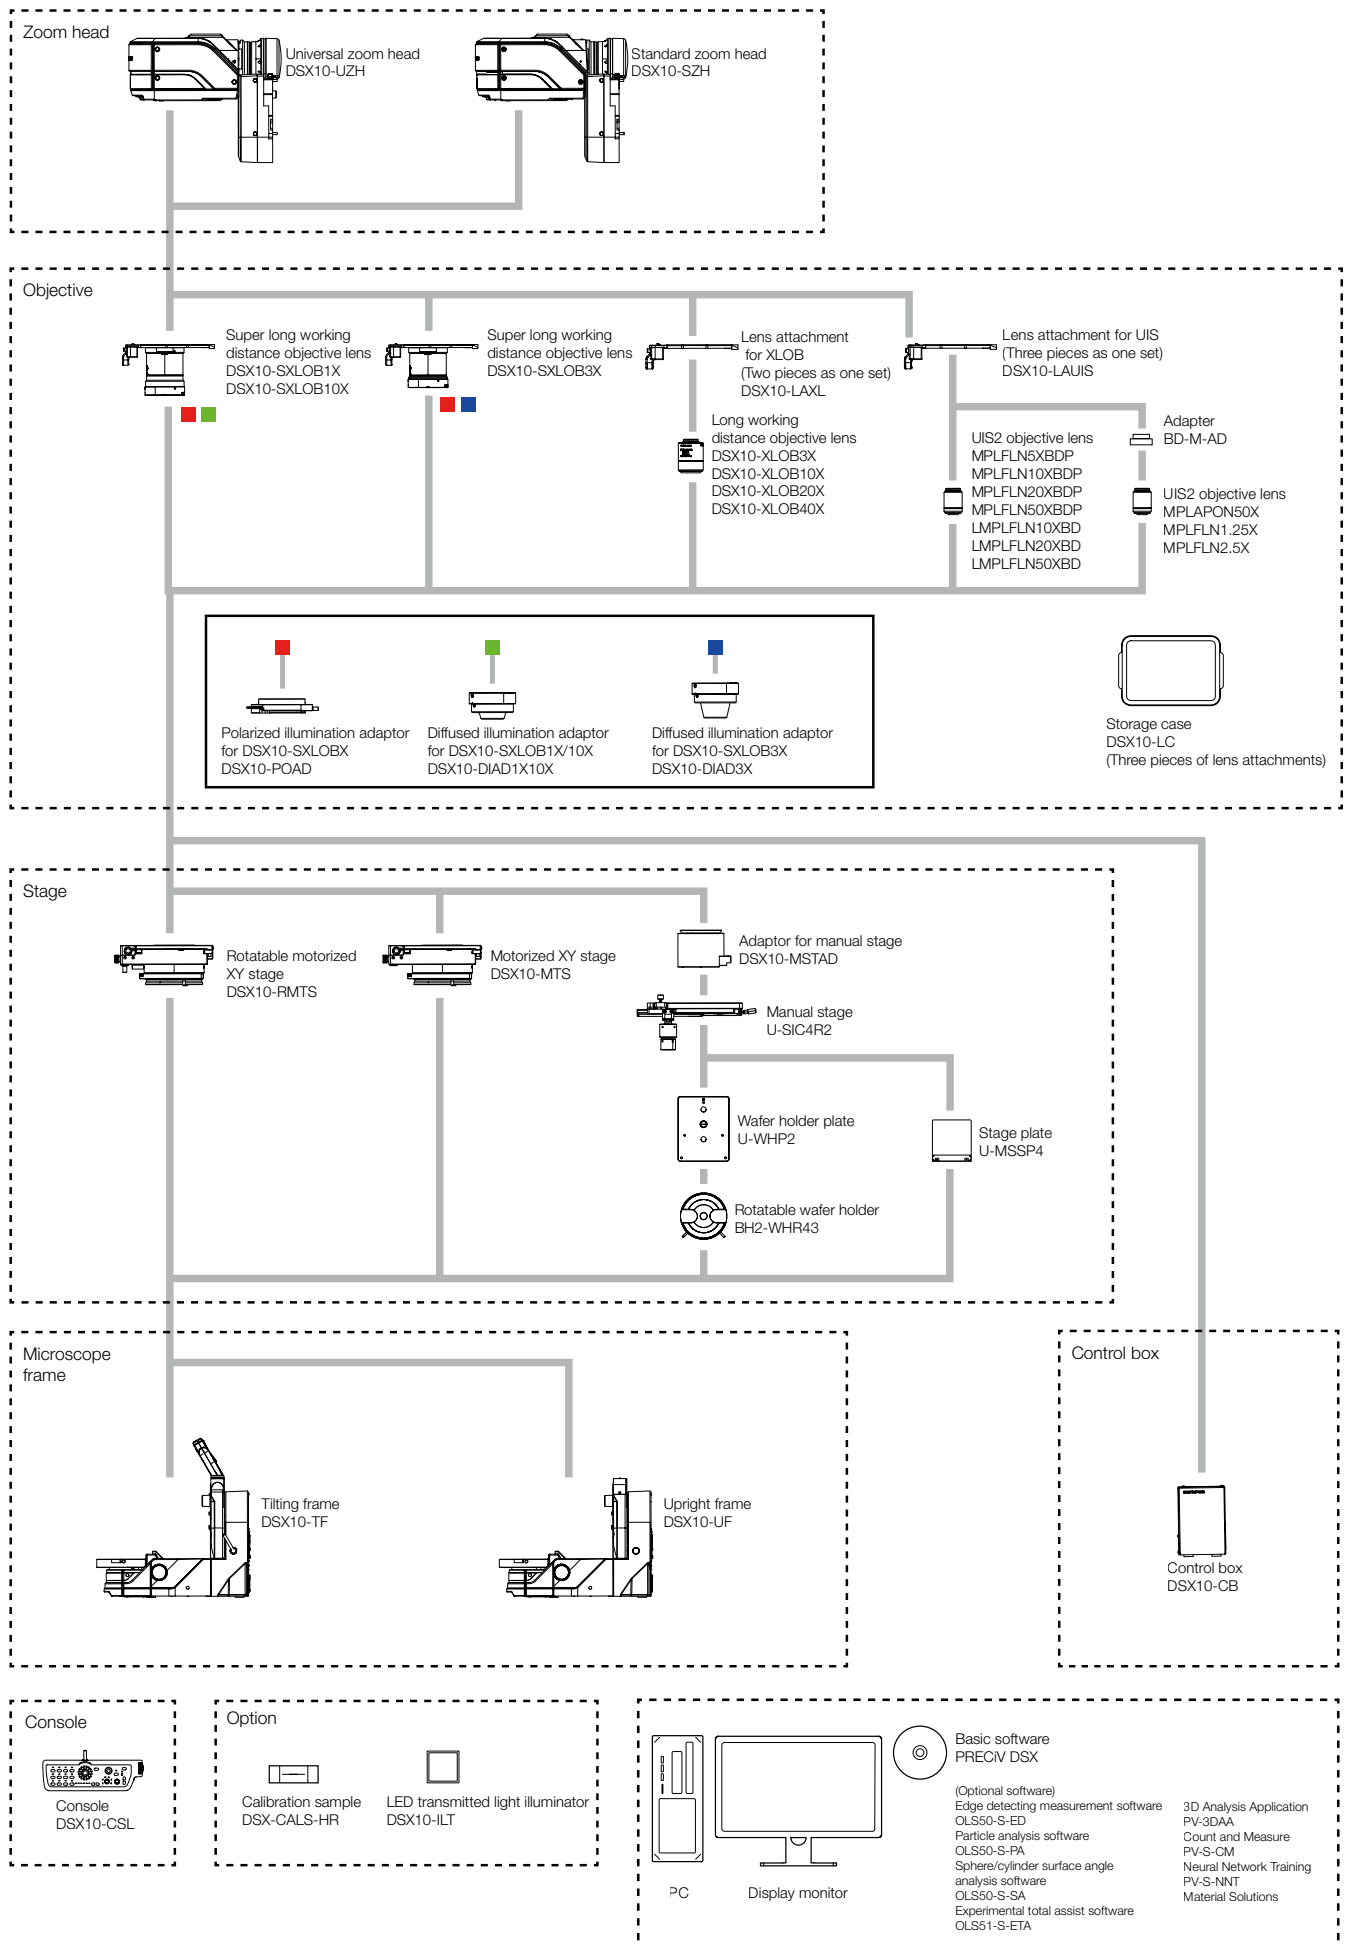 Zoom head
Universal zoom head
DSX10-UZH
Standard zoom head
DSX10-SZH
Objective
Super long working
distance objective lens
DSX10-SXLOB1X
DSX10-SXLOB10X
Super long working
distance objective lens
DSX10-SXLOB3X
Lens attachment
for XLOB
(Two pieces as one set)
DSX10-LAXL
Lens attachment for UIS
(Three pieces as one set)
DSX10-LAUIS
Long working
distance objective lens
DSX10-XLOB3X
DSX10-XLOB10X
DSX10-XLOB20X
DSX10-XLOB40X
UIS2 objective lens
MPLFLN5XBDP
MPLFLN10XBDP
MPLFLN20XBDP
MPLFLN50XBDP
LMPLFLN10XBD
LMPLFLN20XBD
LMPLFLN50XBD
Adapter
BD-M-AD
UIS2 objective lens
MPLAPON50X
MPLFLN1.25X
MPLFLN2.5X
Polarized illumination adaptor
for DSX10-SXLOBX
DSX10-POAD
Diffused illumination adaptor
for DSX10-SXLOB1X/10X
DSX10-DIAD1X10X
Diffused illumination adaptor
for DSX10-SXLOB3X
DSX10-DIAD3X
Storage case
DSX10-LC
(Three pieces of lens attachments)
Stage
Rotatable motorized
XY stage
DSX10-RMTS
Motorized XY stage
DSX10-MTS
Adaptor for manual stage
DSX10-MSTAD
Manual stage
U-SIC4R2
Wafer holder plate
U-WHP2
Stage plate
U-MSSP4
Rotatable wafer holder
BH2-WHR43
Microscope
frame
Tilting frame
DSX10-TF
Upright frame
DSX10-UF
Control box
OLYMPUS
Control box
DSX10-CB
Console
Console
DSX10-CSL
Option
Calibration sample
DSX-CALS-HR
LED transmitted light illuminator
DSX10-ILT
PC
Display monitor
Basic software
PRECiV DSX
(Optional software)
Edge detecting measurement software
OLS50-S-ED
Particle analysis software
OLS50-S-PA
Sphere/cylinder surface angle
analysis software
OLS50-S-SA
Experimental total assist software
OLS51-S-ETA
3D Analysis Application
PV-3DAA
Count and Measure
PV-S-CM
Neural Network Training
PV-S-NNT
Material Solutions